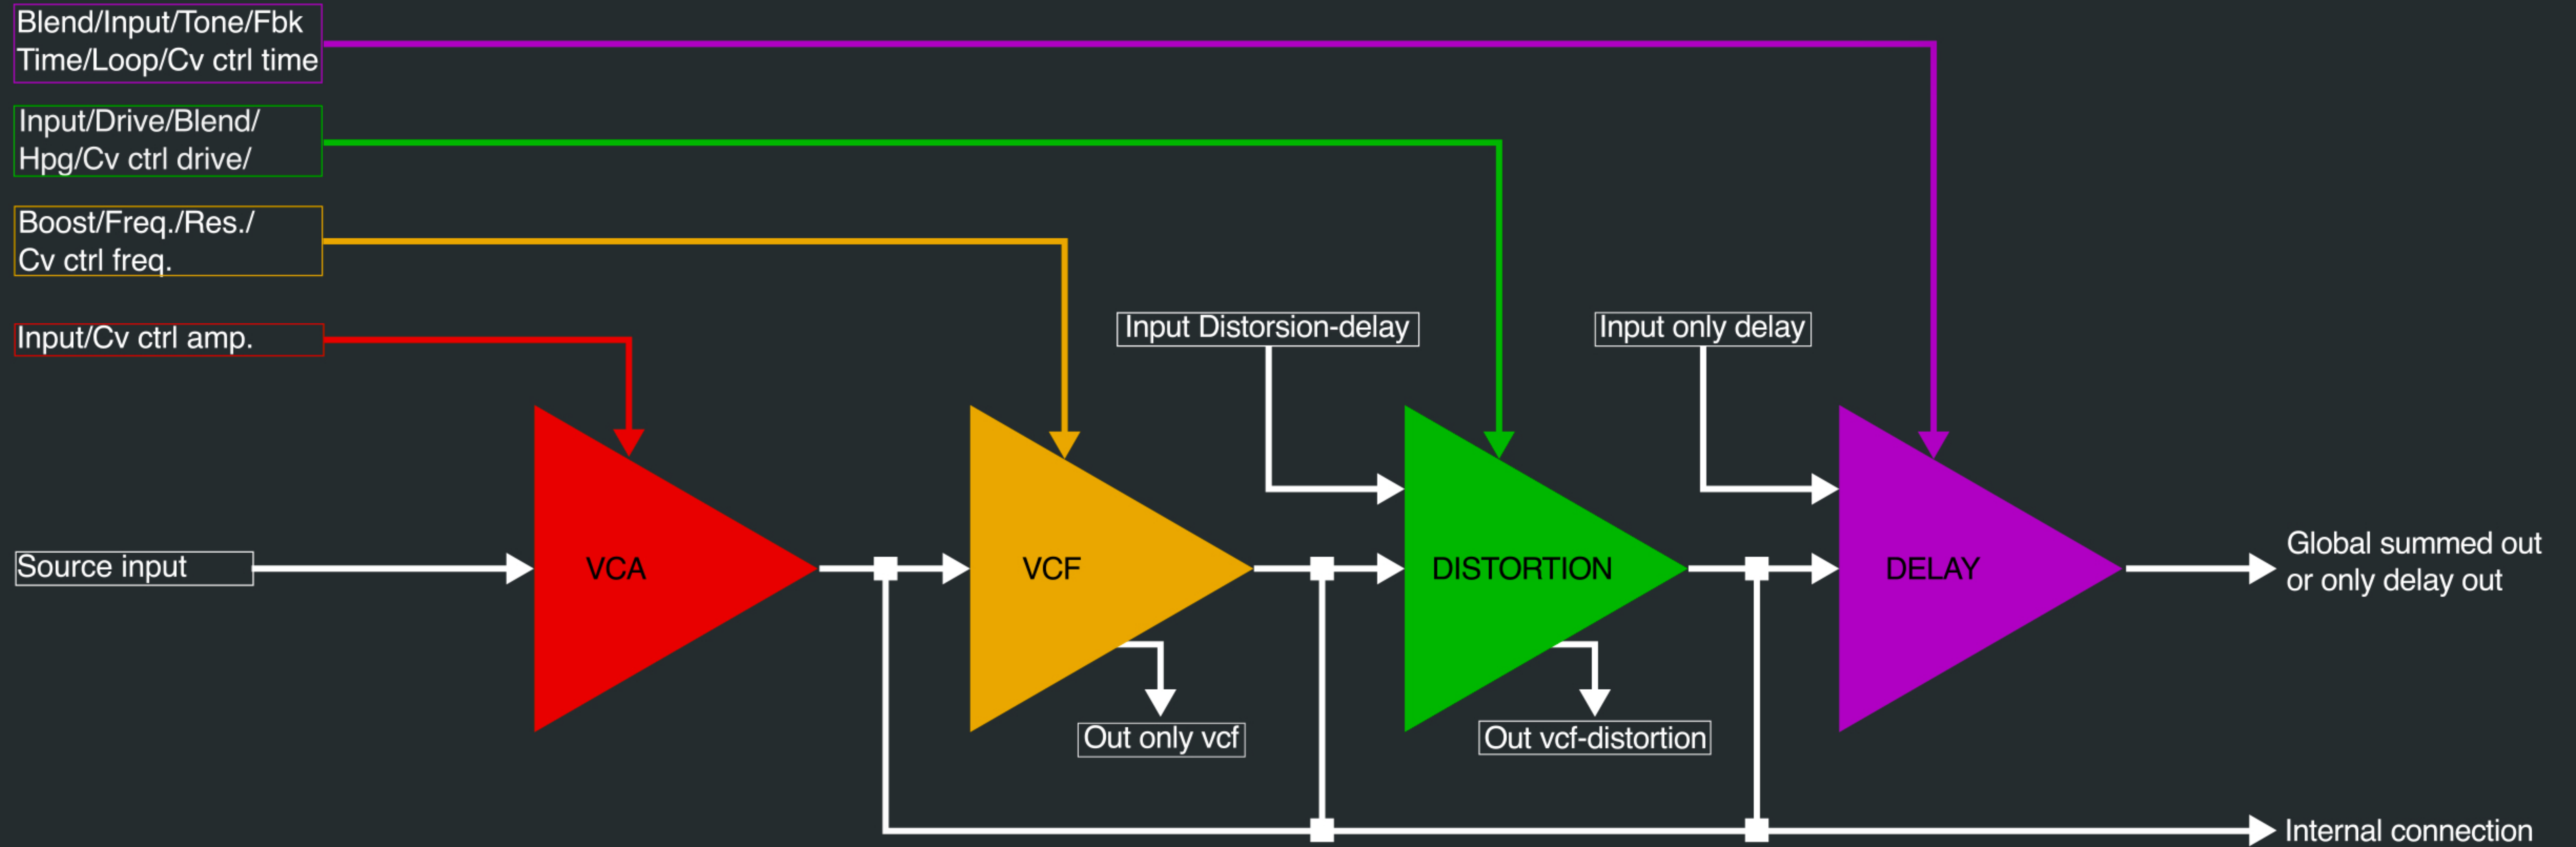 Blend/Input/Tone/Fbk
Time/Loop/Cv ctrl time
Input/Drive/Blend/
Hpg/Cv ctrl drive/
Boost/Freq./Res./
Cv ctrl freq.
Input/Cv ctrl amp.
Input Distorsion-delay
Input only delay
Source input
VCA
VCF
DISTORTION
DELAY
Global summed out
or only delay out
Out only vcf
Out vcf-distortion
Internal connection